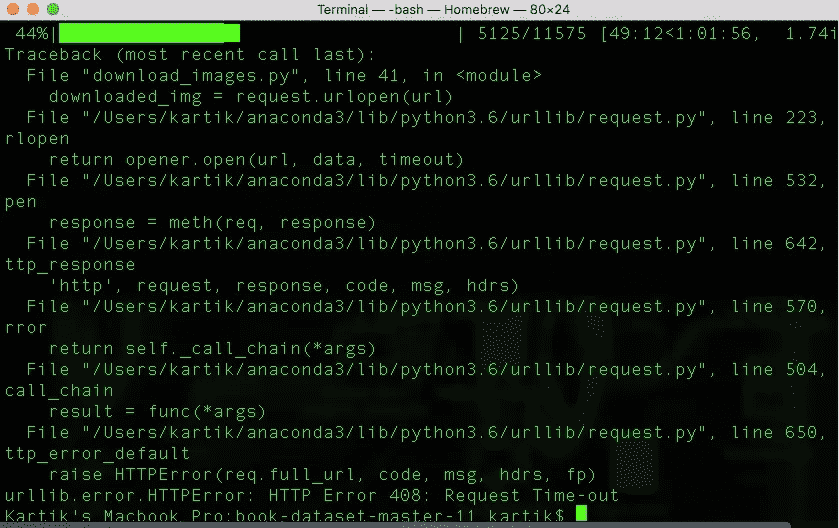 Terminal — -bash — Homebrew — 80×24
44%| | 5125/11575 [49:12<1:01:56, 1.74i
Traceback (most recent call last):
File "download_images.py", line 41, in <module>
downloaded_img = request.urlopen(url)
File "/Users/kartik/anaconda3/lib/python3.6/urllib/request.py", line 223,
rlopen
return opener.open(url, data, timeout)
File "/Users/kartik/anaconda3/lib/python3.6/urllib/request.py", line 532,
pen
response = meth(req, response)
File "/Users/kartik/anaconda3/lib/python3.6/urllib/request.py", line 642,
ttp_response
'http', request, response, code, msg, hdrs)
File "/Users/kartik/anaconda3/lib/python3.6/urllib/request.py", line 570,
rror
return self._call_chain(*args)
File "/Users/kartik/anaconda3/lib/python3.6/urllib/request.py", line 504,
call_chain
result = func(*args)
File "/Users/kartik/anaconda3/lib/python3.6/urllib/request.py", line 650,
ttp_error_default
raise HTTPError(req.full_url, code, msg, hdrs, fp)
urllib.error.HTTPError: HTTP Error 408: Request Time-out
Kartik's Macbook Pro:book-dataset-master-11 kartik$